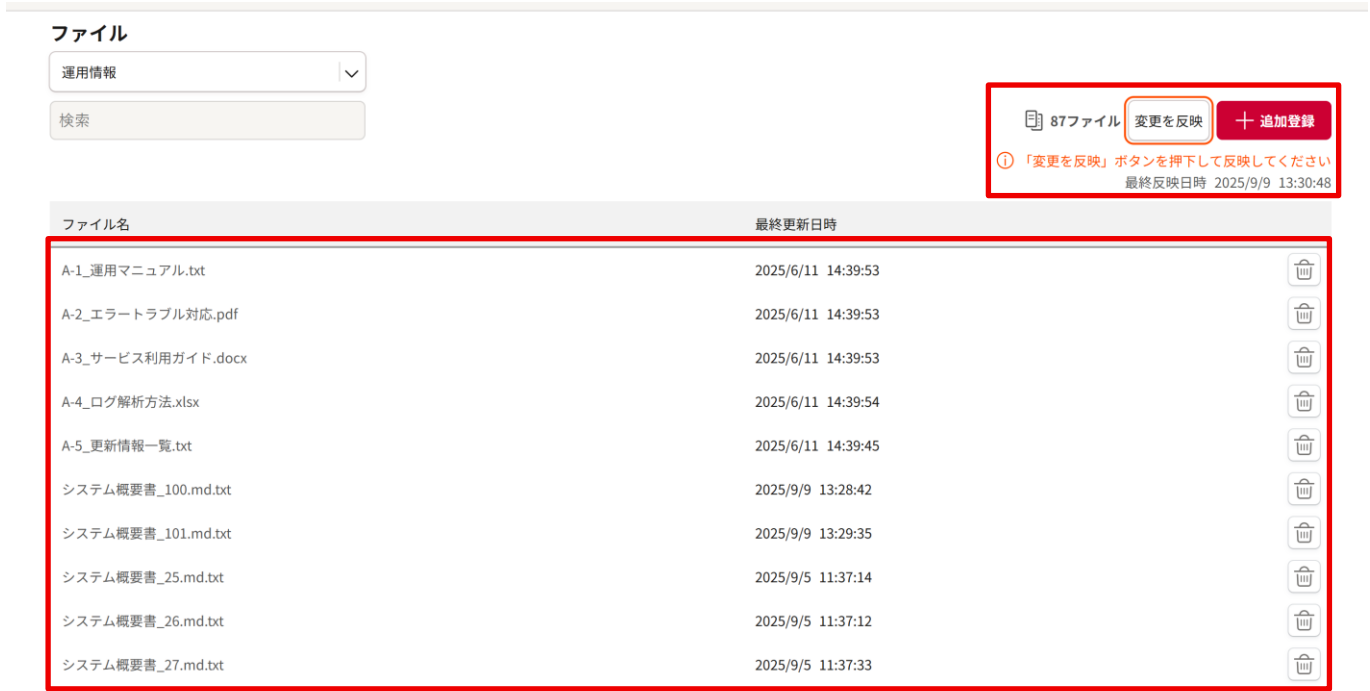 ファイル
運用情報
検索
87ファイル 変更を反映 追加登録
「変更を反映」ボタンを押下して反映してください
最終反映日時 2025/9/9 13:30:48
ファイル名 最終更新日時
A-1_運用マニュアル.txt 2025/6/11 14:39:53
A-2_エラートラブル対応.pdf 2025/6/11 14:39:53
A-3_サービス利用ガイド.docx 2025/6/11 14:39:53
A-4_ログ解析方法.xlsx 2025/6/11 14:39:54
A-5_更新情報一覧.txt 2025/6/11 14:39:45
システム概要書_100.md.txt 2025/9/9 13:28:42
システム概要書_101.md.txt 2025/9/9 13:29:35
システム概要書_25.md.txt 2025/9/5 11:37:14
システム概要書_26.md.txt 2025/9/5 11:37:12
システム概要書_27.md.txt 2025/9/5 11:37:33